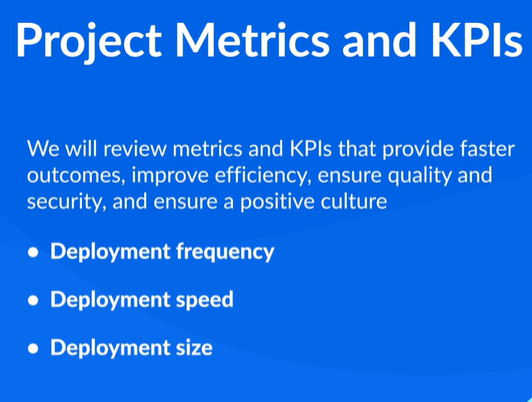 Project Metrics and KPIs
We will review metrics and KPIs that provide faster
outcomes, improve efficiency, ensure quality and
security, and ensure a positive culture
• Deployment frequency
• Deployment speed
• Deployment size